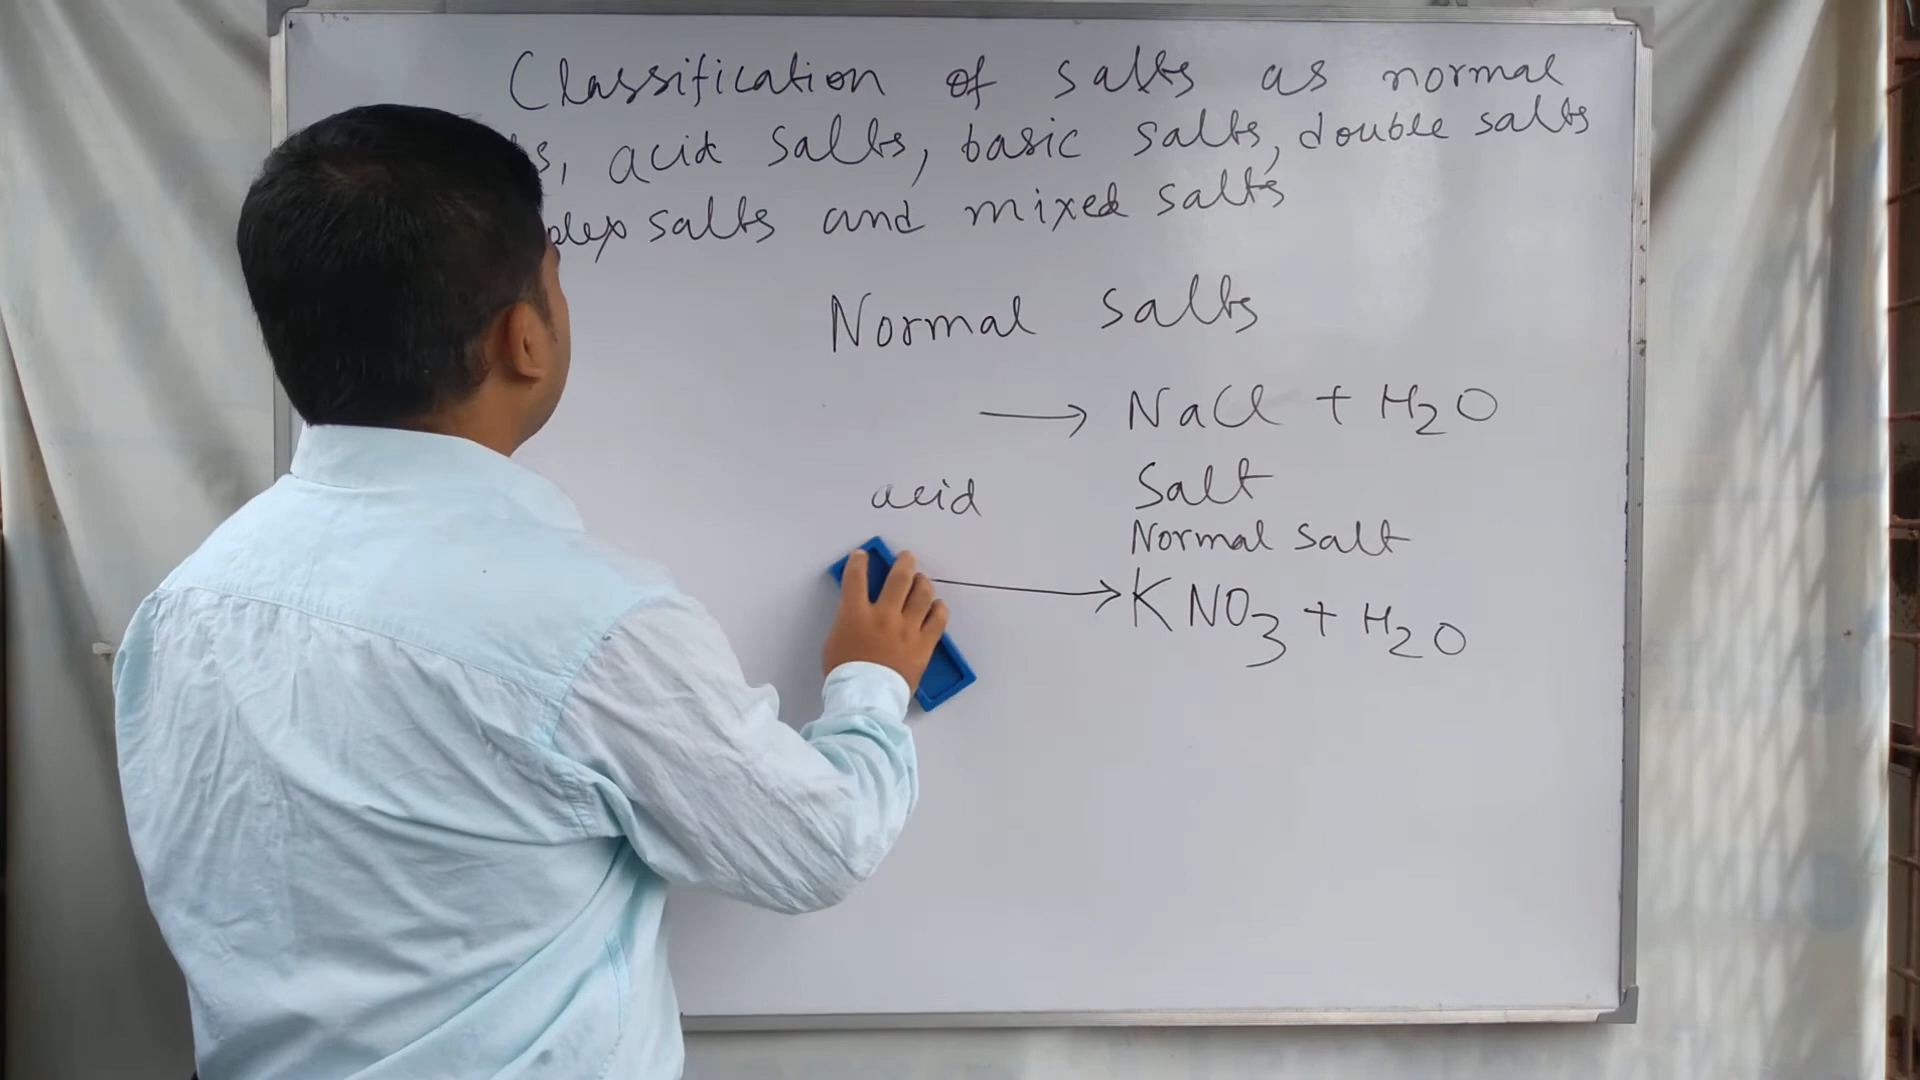 Classification of salts as normal
acid salts, basic salts, double salts
salts and mixed salts
Normal salts
→ NaCl + H2O
acid Salt
Normal salt
→ KNO3 + H2O